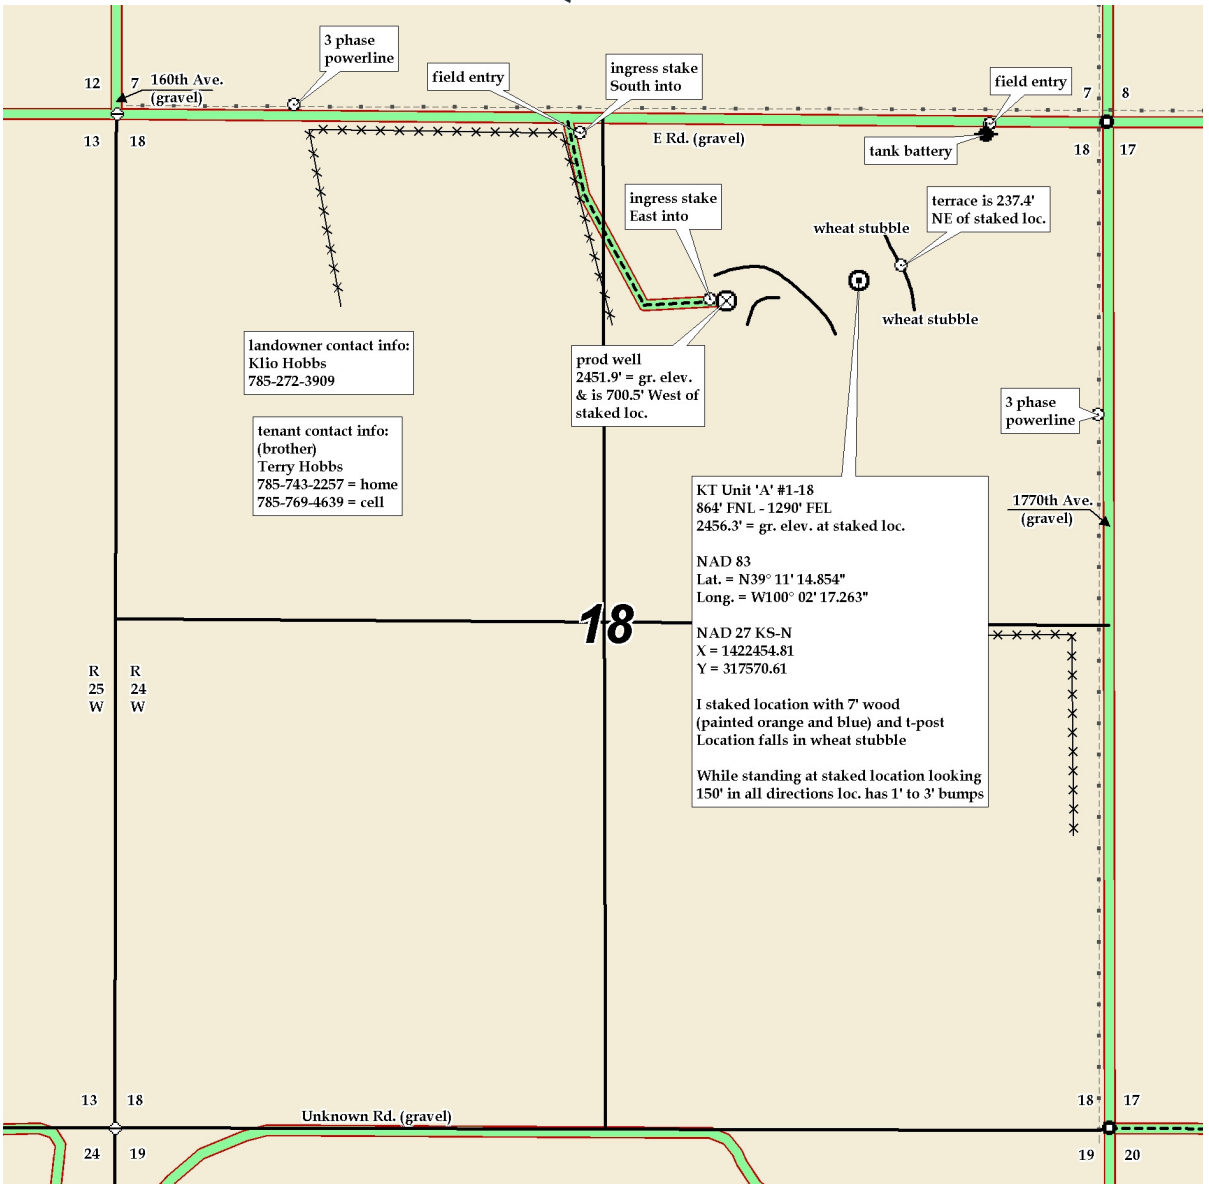 3 phase
powerline
field entry
ingress stake
South into
field entry
12
7
160th Ave.
(gravel)
7
8
13
18
E Rd. (gravel)
tank battery
18
17
ingress stake
East into
terrace is 237.4'
NE of staked loc.
wheat stubble
wheat stubble
landowner contact info:
Klio Hobbs
785-272-3909
prod well
2451.9' = gr. elev.
& is 700.5' West of
staked loc.
3 phase
powerline
tenant contact info:
(brother)
Terry Hobbs
785-743-2257 = home
785-769-4639 = cell
KT Unit 'A' #1-18
864' FNL - 1290' FEL
2456.3' = gr. elev. at staked loc.
NAD 83
Lat. = N39° 11' 14.854"
Long. = W100° 02' 17.263"
NAD 27 KS-N
X = 1422454.81
Y = 317570.61
I staked location with 7' wood
(painted orange and blue) and t-post
Location falls in wheat stubble
While standing at staked location looking
150' in all directions loc. has 1' to 3' bumps
1770th Ave.
(gravel)
18
R
25
W
R
24
W
13
18
Unknown Rd. (gravel)
18
17
24
19
19
20